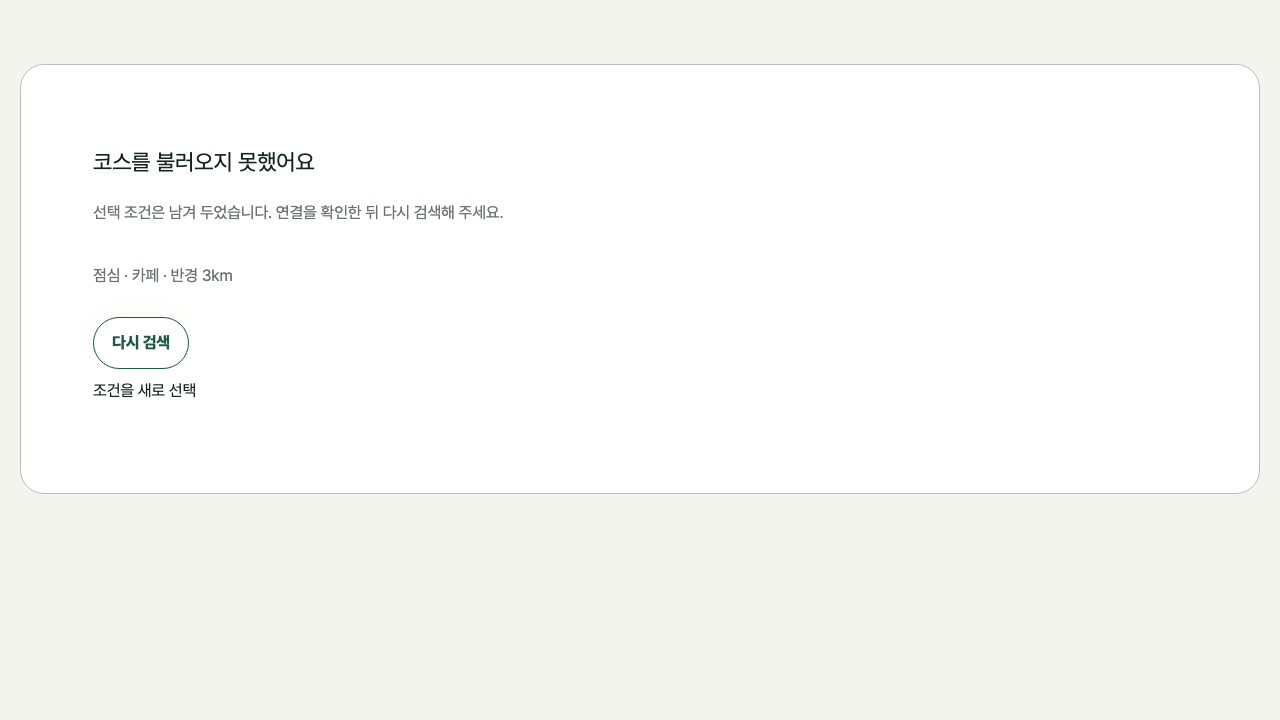 코스를 불러오지 못했어요
선택 조건은 남겨 두었습니다. 연결을 확인한 뒤 다시 검색해 주세요.
점심 · 카페 · 반경 3km
다시 검색
조건을 새로 선택